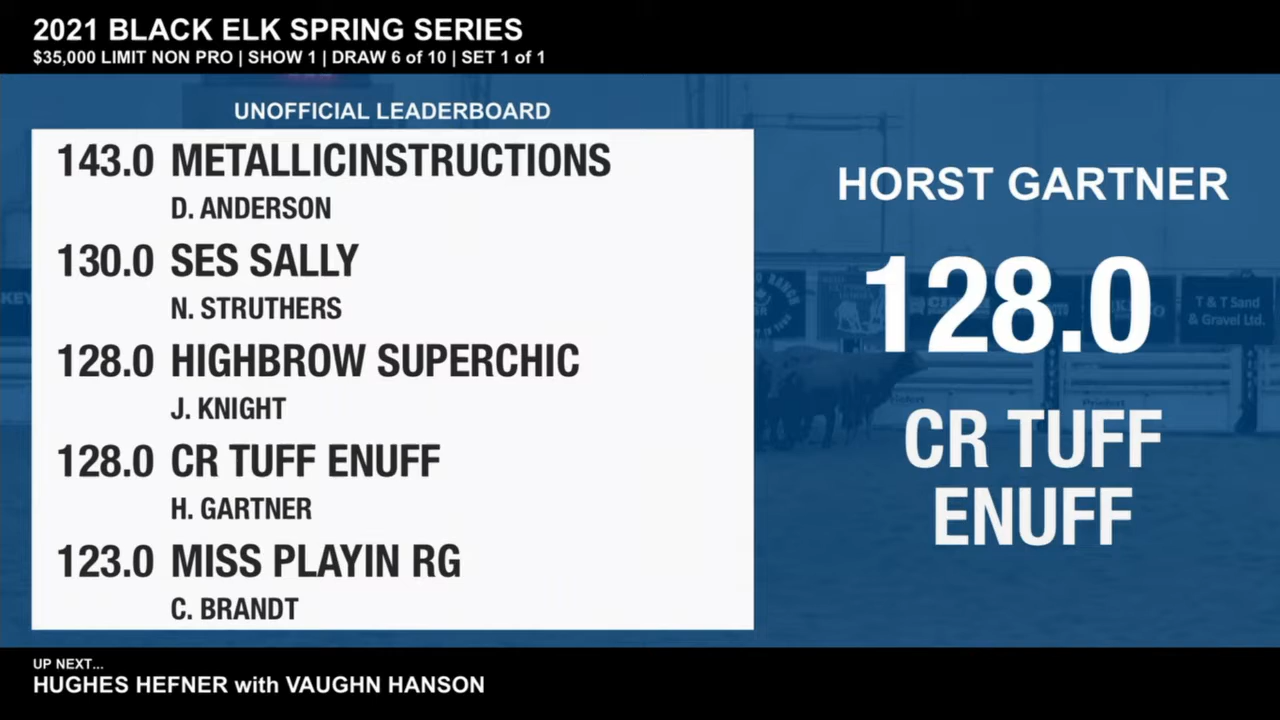 2021 BLACK ELK SPRING SERIES
$35,000 LIMIT NON PRO | SHOW 1 | DRAW 6 of 10 | SET 1 of 1
UNOFFICIAL LEADERBOARD
143.0 METALLICINSTRUCTIONS
D. ANDERSON
130.0 SES SALLY
N. STRUTHERS
128.0 HIGHBROW SUPERCHIC
J. KNIGHT
128.0 CR TUFF ENUFF
H. GARTNER
123.0 MISS PLAYIN RG
C. BRANDT
HORST GARTNER
128.0
CR TUFF
ENUFF
T & T Sand
& Gravel Ltd.
UP NEXT...
HUGHES HEFNER with VAUGHN HANSON